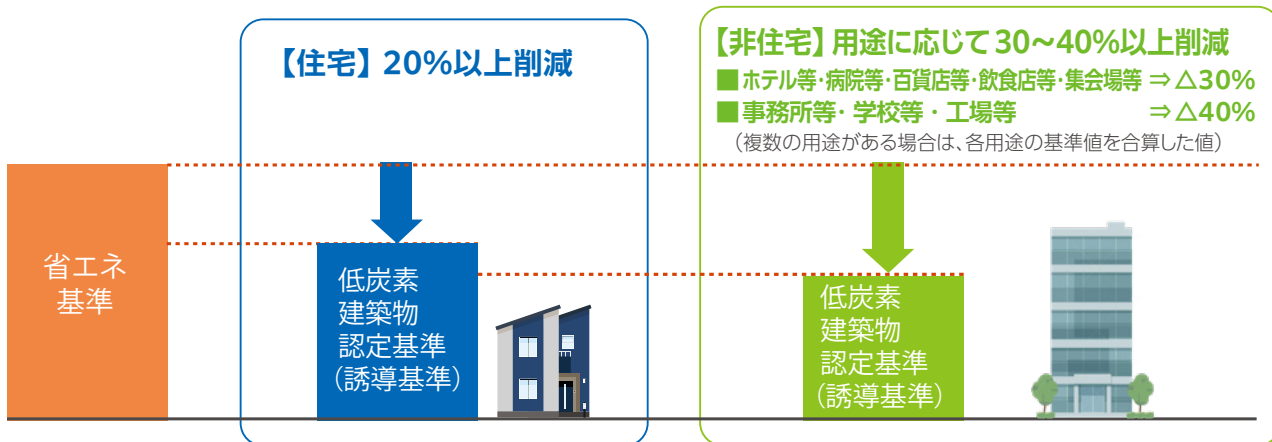 【住宅】20%以上削減
【非住宅】用途に応じて30~40%以上削減
■ホテル等・病院等・百貨店等・飲食店等・集会場等 ⇒△30%
■事務所等・学校等・工場等 ⇒△40%
(複数の用途がある場合は、各用途の基準値を合算した値)
省エネ
基準
低炭素
建築物
認定基準
(誘導基準)
低炭素
建築物
認定基準
(誘導基準)